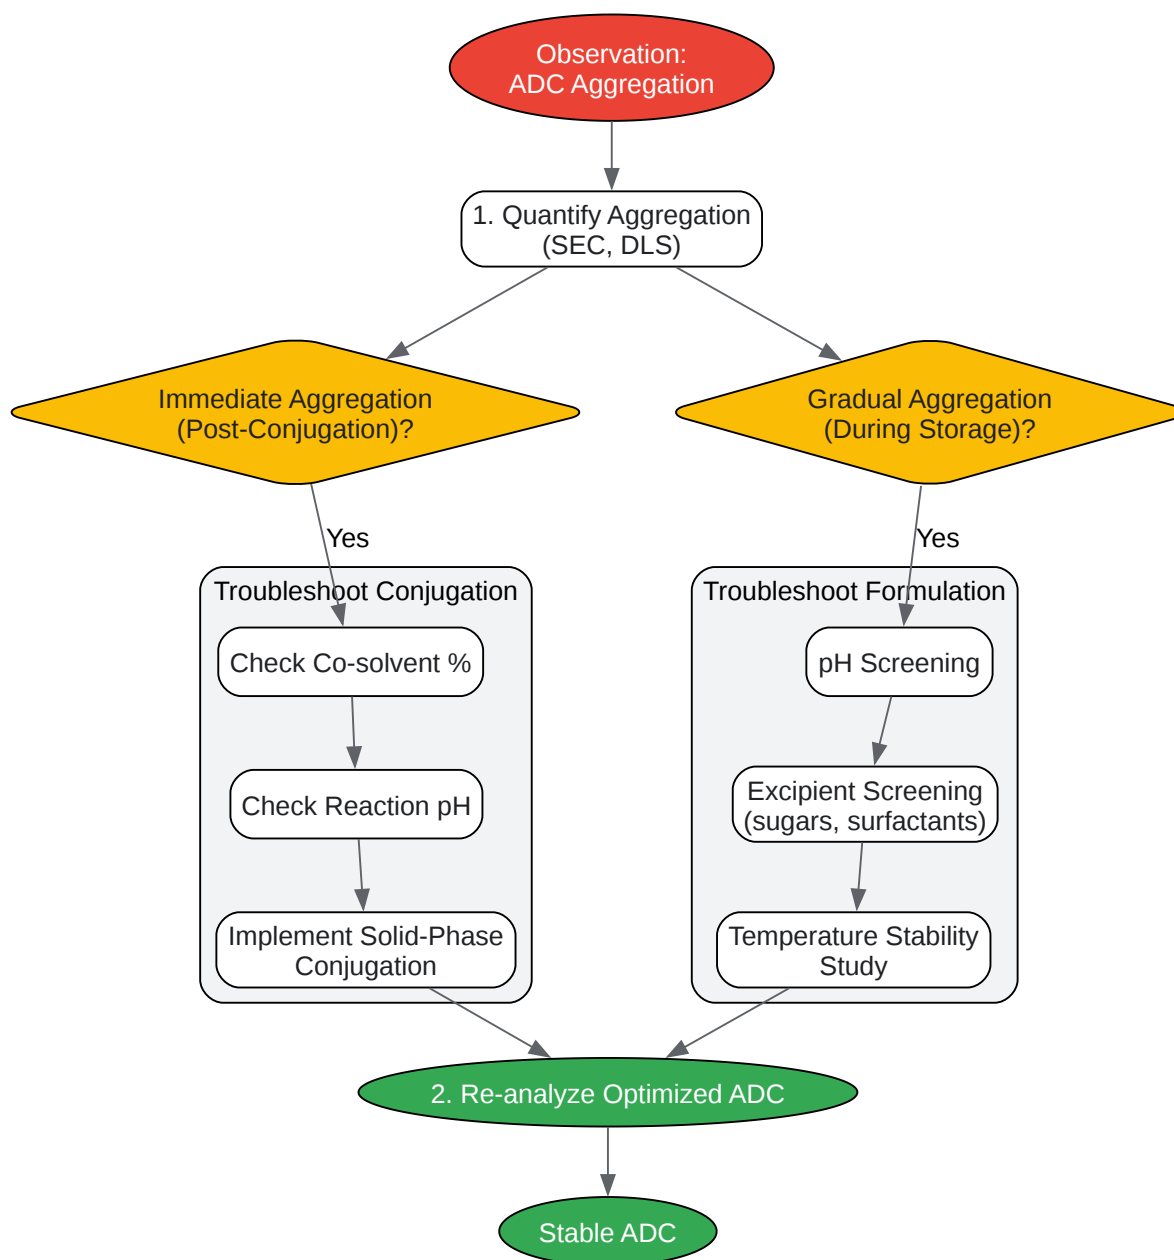 Observation:
ADC Aggregation
1. Quantify Aggregation
(SEC, DLS)
Immediate Aggregation
(Post-Conjugation)?
Gradual Aggregation
(During Storage)?
Yes
Yes
Troubleshoot Conjugation
Check Co-solvent %
Check Reaction pH
Implement Solid-Phase
Conjugation
Troubleshoot Formulation
pH Screening
Excipient Screening
(sugars, surfactants)
Temperature Stability
Study
2. Re-analyze Optimized ADC
Stable ADC